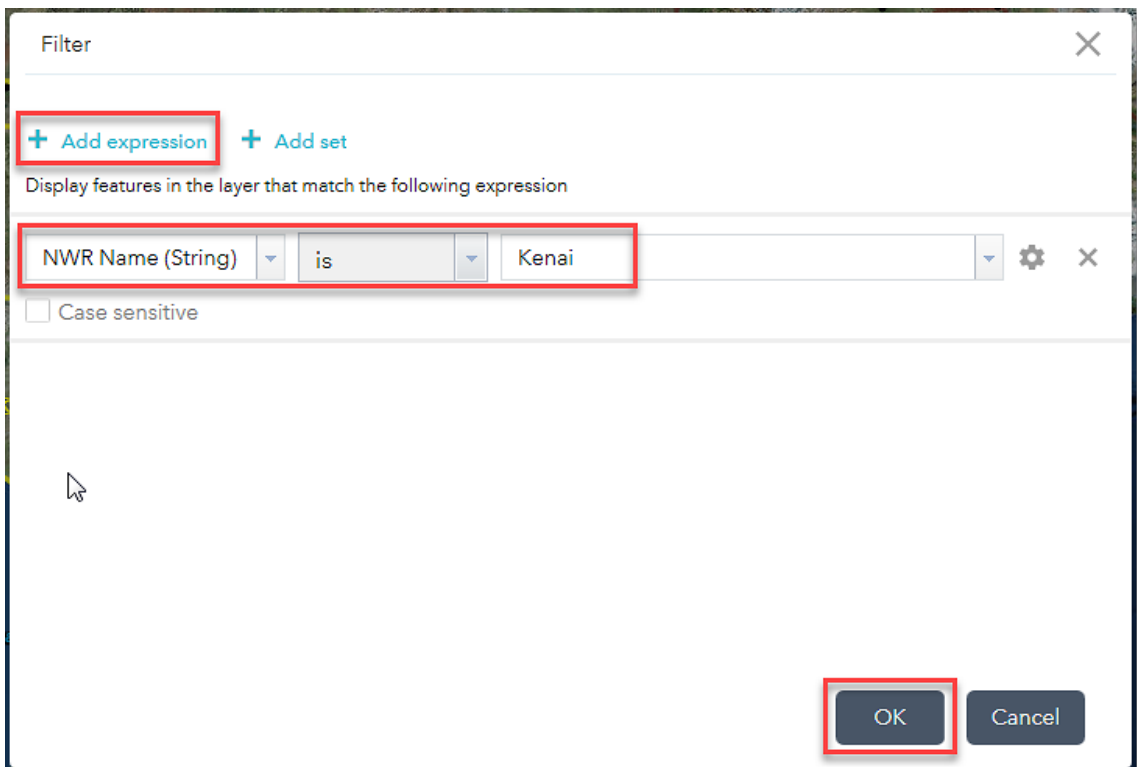 Filter
Add expression Add set
Display features in the layer that match the following expression
NWR Name (String) is Kenai
Case sensitive
OK Cancel